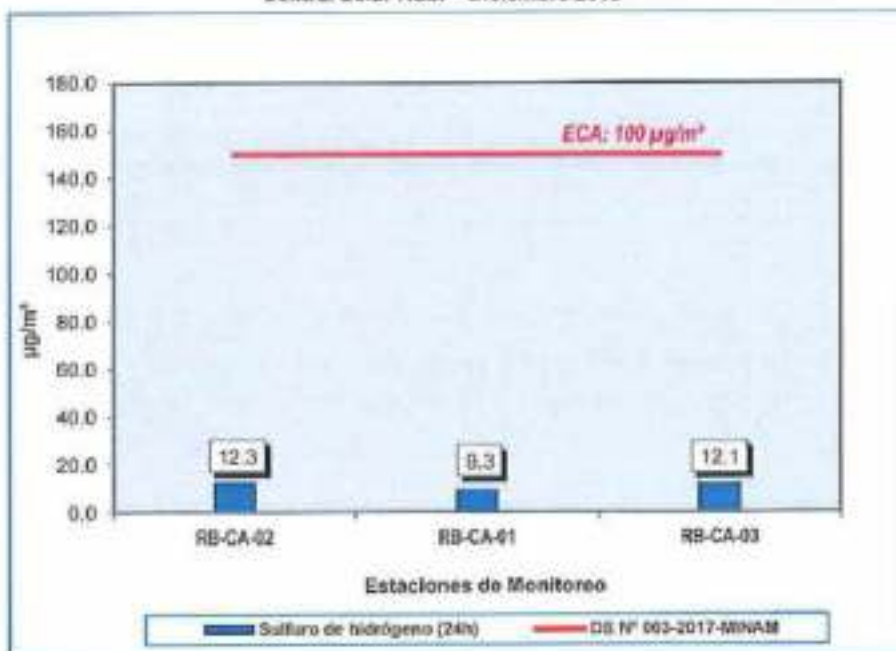 180.0
160.0
140.0
120.0
100.0
80.0
60.0
40.0
20.0
0.0
µg/m³
ECA: 100 µg/m³
12.3
9.3
12.1
RB-CA-02
RB-CA-01
RB-CA-03
Estaciones de Monitoreo
Sulfuro de hidrógeno (24h)
DS Nº 003-2017-MINAM